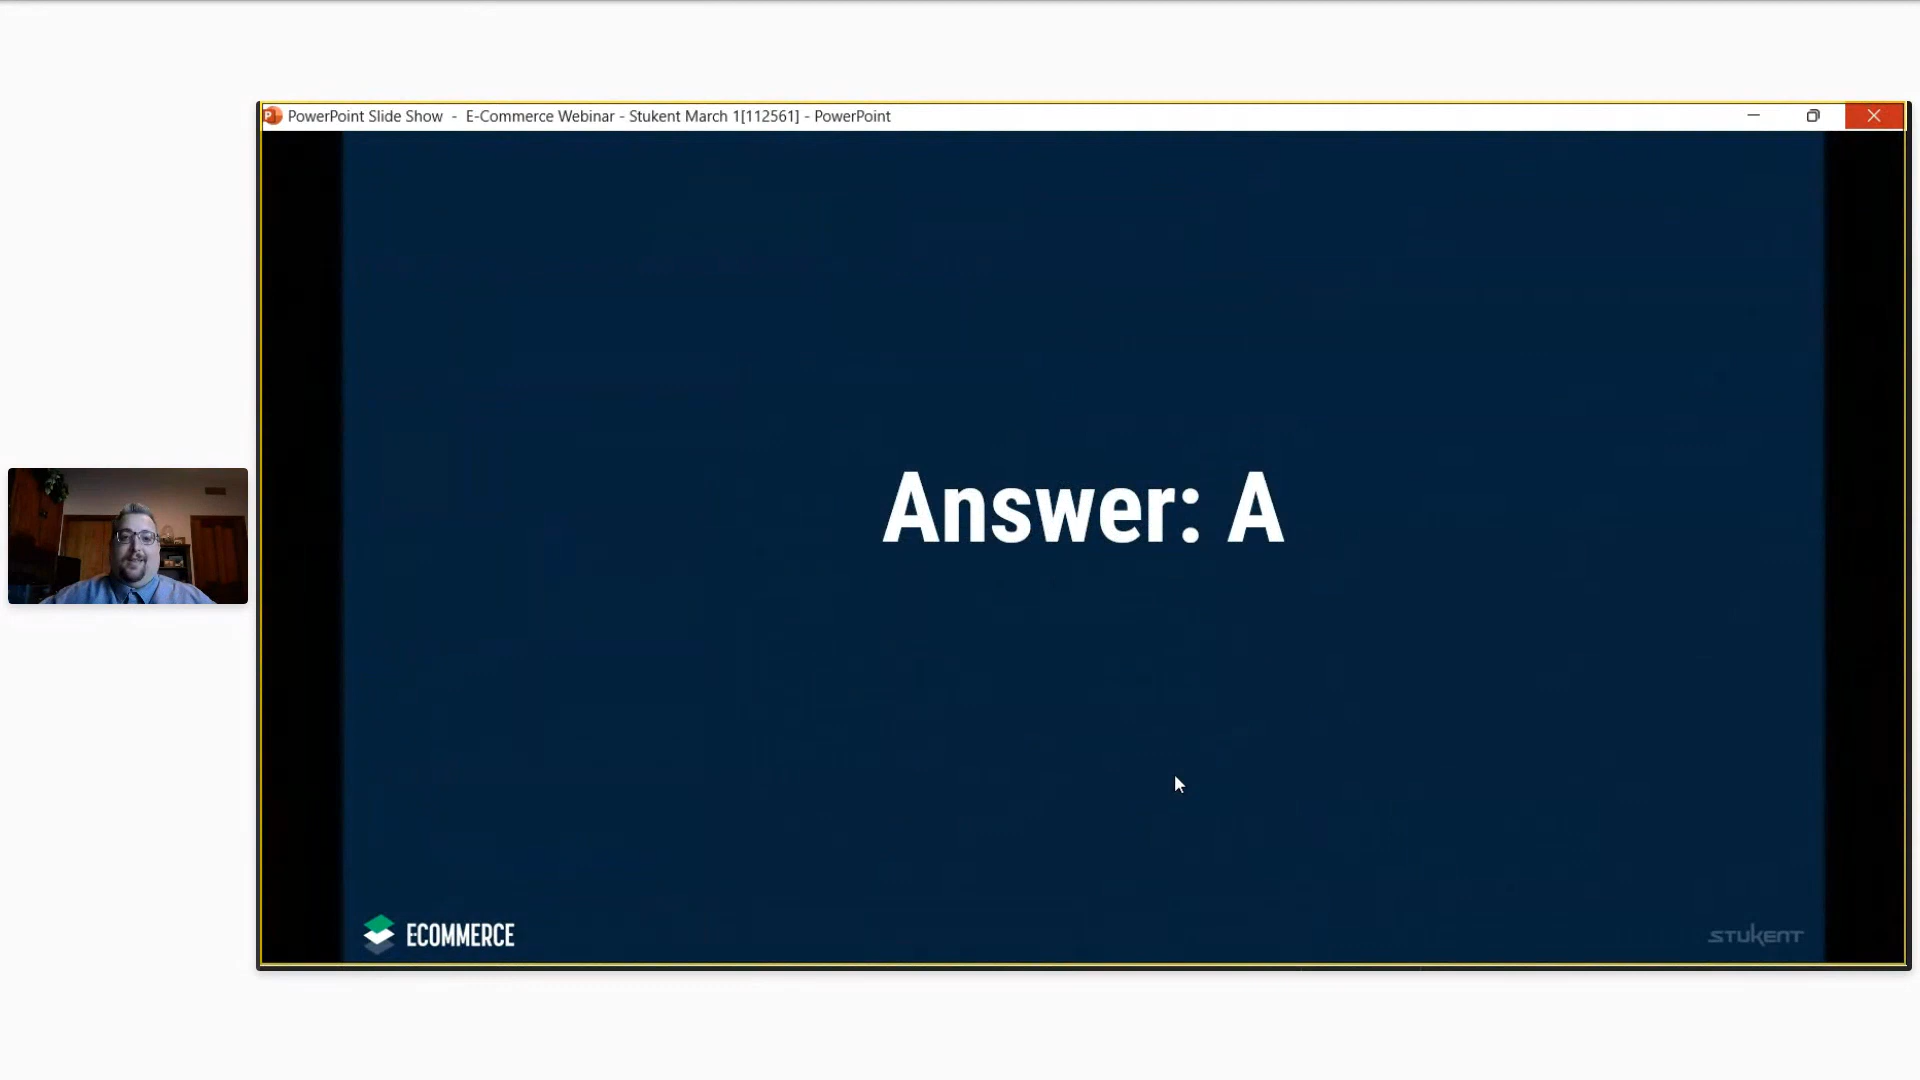 PowerPoint Slide Show - E-Commerce Webinar - Stukent March 1[112561] - PowerPoint
Answer: A
ECOMMERCE
STUKENT